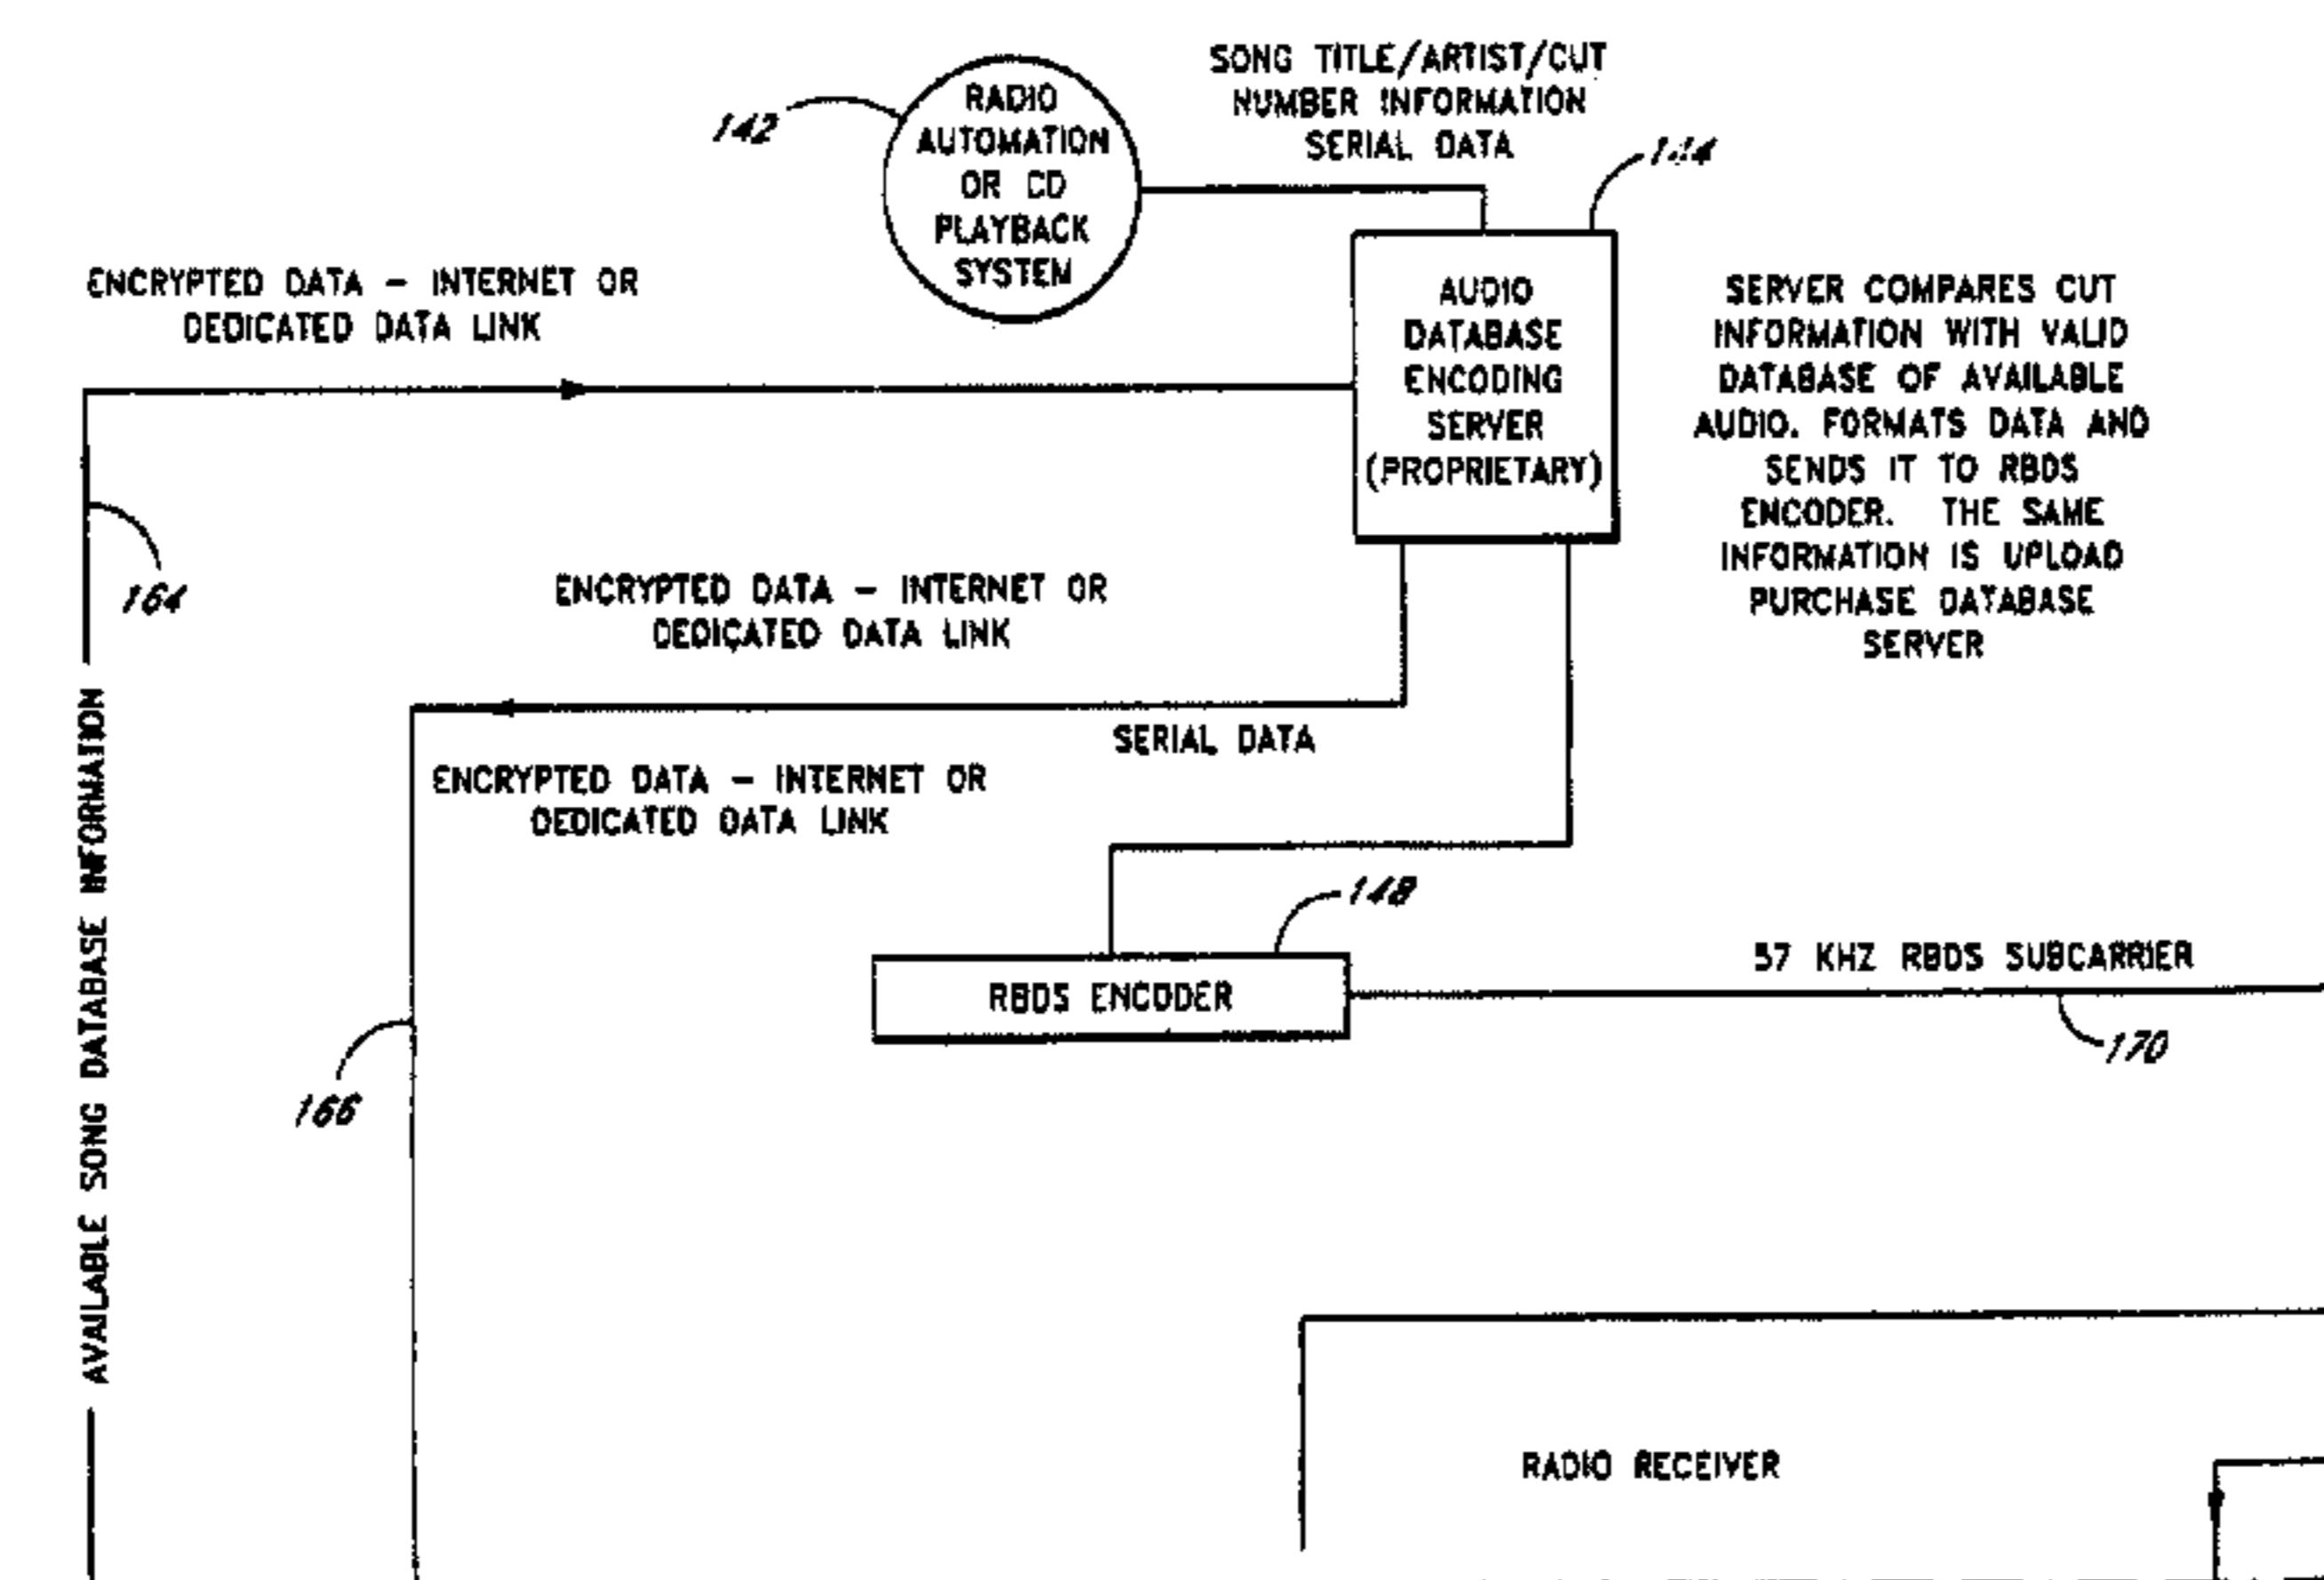 SONG TITLE/ARTIST/CUT
NUMBER INFORMATION
SERIAL DATA
142
RADIO
AUTOMATION
OR CD
PLAYBACK
SYSTEM
144
ENCRYPTED DATA – INTERNET OR
DEDICATED DATA LINK
AUDIO
DATABASE
ENCODING
SERVER
(PROPRIETARY)
SERVER COMPARES CUT
INFORMATION WITH VALID
DATABASE OF AVAILABLE
AUDIO. FORMATS DATA AND
SENDS IT TO RBDS
ENCODER. THE SAME
INFORMATION IS UPLOAD
PURCHASE DATABASE
SERVER
164
ENCRYPTED DATA – INTERNET OR
DEDICATED DATA LINK
SERIAL DATA
ENCRYPTED DATA – INTERNET OR
DEDICATED DATA LINK
AVAILABLE SONG DATABASE INFORMATION
148
RBDS ENCODER
57 KHZ RBDS SUBCARRIER
170
166
RADIO RECEIVER